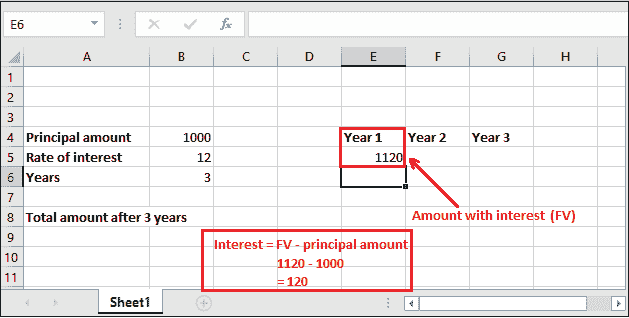 E6
fx
A B C D E F G H
1
2
3
4 Principal amount 1000 Year 1 Year 2 Year 3
5 Rate of interest 12 1120
6 Years 3
7
8 Total amount after 3 years Amount with interest (FV)
9 Interest = FV - principal amount
10 1120 - 1000
11 = 120
Sheet1